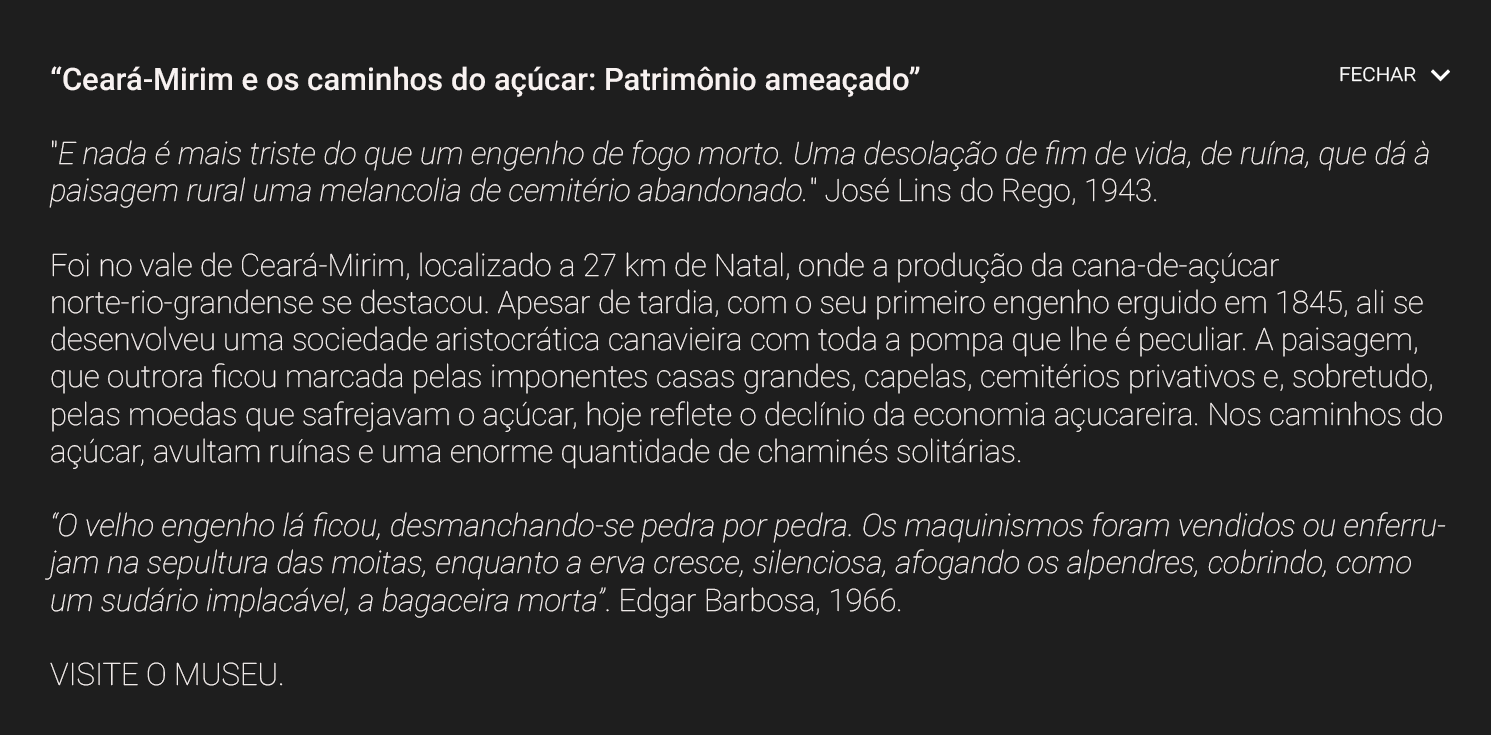 “Ceará-Mirim e os caminhos do açúcar: Patrimônio ameaçado”
FECHAR
"E nada é mais triste do que um engenho de fogo morto. Uma desolação de fim de vida, de ruína, que dá à
paisagem rural uma melancolia de cemitério abandonado." José Lins do Rego, 1943.
Foi no vale de Ceará-Mirim, localizado a 27 km de Natal, onde a produção da cana-de-açúcar
norte-rio-grandense se destacou. Apesar de tardia, com o seu primeiro engenho erguido em 1845, ali se
desenvolveu uma sociedade aristocrática canavieira com toda a pompa que lhe é peculiar. A paisagem,
que outrora ficou marcada pelas imponentes casas grandes, capelas, cemitérios privativos e, sobretudo,
pelas moedas que safrejavam o açúcar, hoje reflete o declínio da economia açucareira. Nos caminhos do
açúcar, avultam ruínas e uma enorme quantidade de chaminés solitárias.
“O velho engenho lá ficou, desmanchando-se pedra por pedra. Os maquinismos foram vendidos ou enferru-
jam na sepultura das moitas, enquanto a erva cresce, silenciosa, afogando os alpendres, cobrindo, como
um sudário implacável, a bagaceira morta”. Edgar Barbosa, 1966.
VISITE O MUSEU.